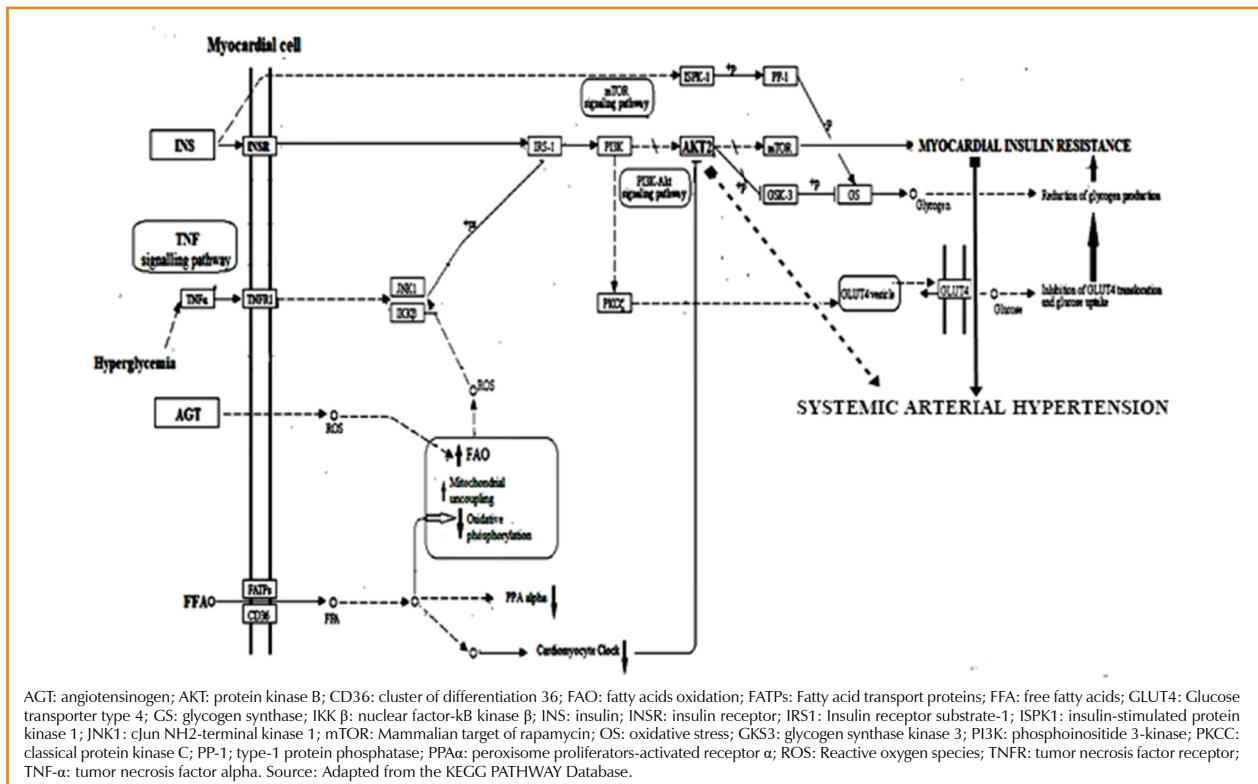 Myocardial cell
ISPK-1
+p
PP-1
mTOR
signaling pathway
-p
INS
INSR
IRS-1
PI3K
AKT2
mTOR
MYOCARDIAL INSULIN RESISTANCE
PI3K-Akt
signaling pathway
+p
GSK-3
+p
OS
Glycogen
Reduction of glycogen production
TNF
signalling pathway
JNK1
IKKβ
TNFα
TNFR1
PKCζ
GLUT4 vesicle
GLUT4
Glucose
Inhibition of GLUT4 translocation
and glucose uptake
Hyperglycemia
ROS
AGT
ROS
SYSTEMIC ARTERIAL HYPERTENSION
FAO
Mitochondrial
uncoupling
Oxidative
phosphorylation
FATPs
FFA
CD36
FFA
PPA alpha
Cardiomyocyte Clock
AGT: angiotensinogen; AKT: protein kinase B; CD36: cluster of differentiation 36; FAO: fatty acids oxidation; FATPs: Fatty acid transport proteins; FFA: free fatty acids; GLUT4: Glucose
transporter type 4; GS: glycogen synthase; IKK β: nuclear factor-kB kinase β; INS: insulin; INSR: insulin receptor; IRS1: Insulin receptor substrate-1; ISPK1: insulin-stimulated protein
kinase 1; JNK1: cJun NH2-terminal kinase 1; mTOR: Mammalian target of rapamycin; OS: oxidative stress; GKS3: glycogen synthase kinase 3; PI3K: phosphoinositide 3-kinase; PKCC:
classical protein kinase C; PP-1; type-1 protein phosphatase; PPAα: peroxisome proliferators-activated receptor α; ROS: Reactive oxygen species; TNFR: tumor necrosis factor receptor;
TNF-α: tumor necrosis factor alpha. Source: Adapted from the KEGG PATHWAY Database.